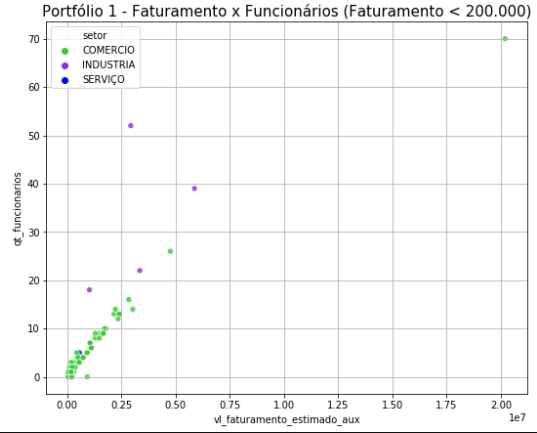 Portfólio 1 - Faturamento x Funcionários (Faturamento < 200.000)
setor
COMERCIO
INDUSTRIA
SERVIÇO
70
60
50
40
30
20
10
0
qt_funcionarios
0.00 0.25 0.50 0.75 1.00 1.25 1.50 1.75 2.00
1e7
vl_faturamento_estimado_aux